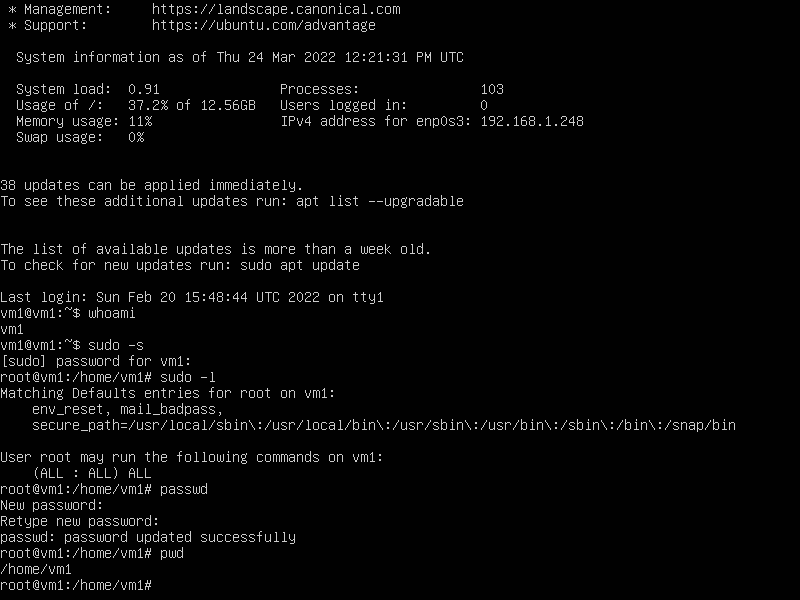 * Management:     https://landscape.canonical.com
* Support:        https://ubuntu.com/advantage
System information as of Thu 24 Mar 2022 12:21:31 PM UTC
System load:  0.91               Processes:               103
Usage of /:   37.2% of 12.56GB   Users logged in:         0
Memory usage: 11%                IPv4 address for enp0s3: 192.168.1.248
Swap usage:   0%
38 updates can be applied immediately.
To see these additional updates run: apt list --upgradable
The list of available updates is more than a week old.
To check for new updates run: sudo apt update
Last login: Sun Feb 20 15:48:44 UTC 2022 on tty1
vm1@vm1:~$ whoami
vm1
vm1@vm1:~$ sudo -s
[sudo] password for vm1:
root@vm1:/home/vm1# sudo -l
Matching Defaults entries for root on vm1:
    env_reset, mail_badpass,
    secure_path=/usr/local/sbin\:/usr/local/bin\:/usr/sbin\:/usr/bin\:/sbin\:/bin\:/snap/bin
User root may run the following commands on vm1:
    (ALL : ALL) ALL
root@vm1:/home/vm1# passwd
New password:
Retype new password:
passwd: password updated successfully
root@vm1:/home/vm1# pwd
/home/vm1
root@vm1:/home/vm1#